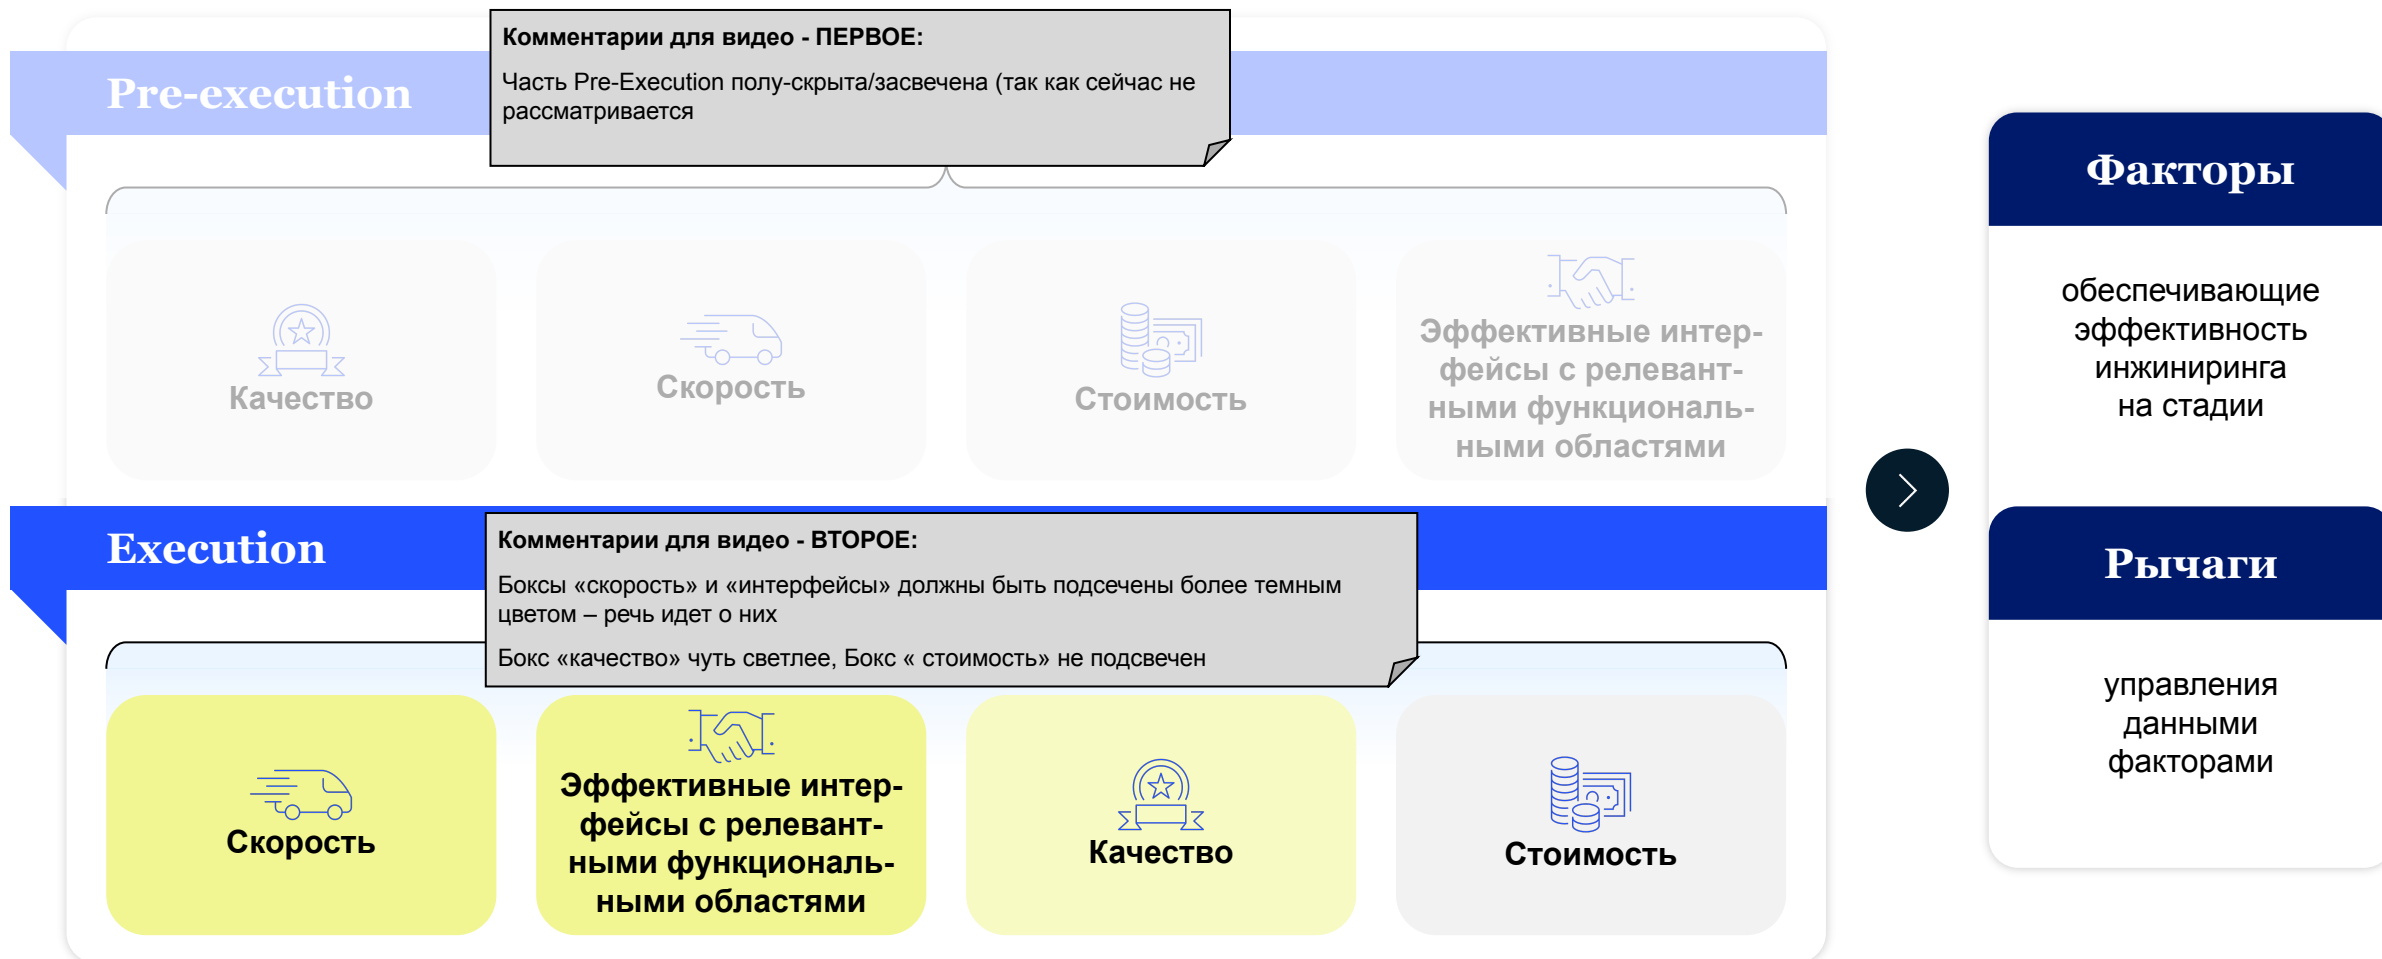 Pre-execution
Комментарии для видео - ПЕРВОЕ:
Часть Pre-Execution полу-скрыта/засвечена (так как сейчас не
рассматривается
Качество
Скорость
Стоимость
Эффективные интер-
фейсы с релевант-
ными функциональ-
ными областями
Execution
Комментарии для видео - ВТОРОЕ:
Боксы «скорость» и «интерфейсы» должны быть подсечены более темным
цветом – речь идет о них
Бокс «качество» чуть светлее, Бокс « стоимость» не подсвечен
Скорость
Эффективные интер-
фейсы с релевант-
ными функциональ-
ными областями
Качество
Стоимость
Факторы
обеспечивающие
эффективность
инжиниринга
на стадии
Рычаги
управления
данными
факторами